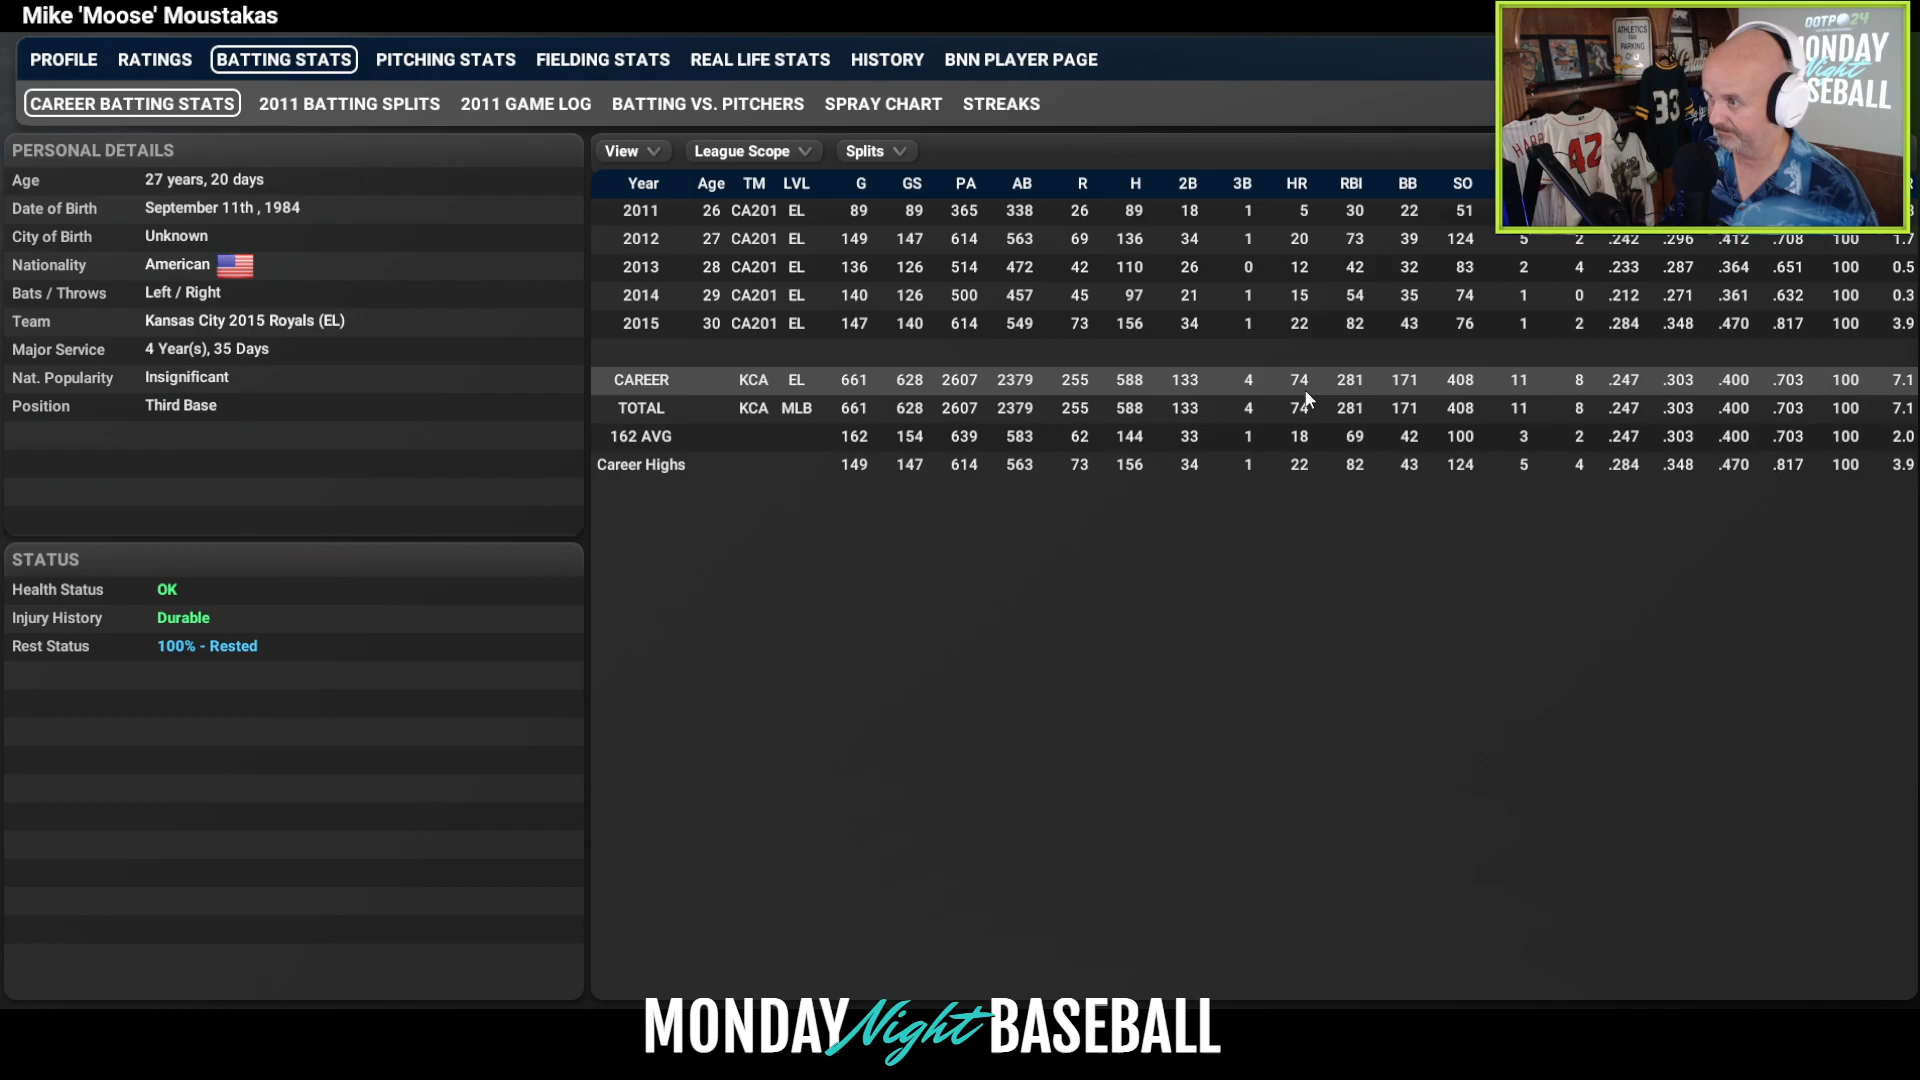 Mike 'Moose' Moustakas
PROFILE RATINGS BATTING STATS PITCHING STATS FIELDING STATS REAL LIFE STATS HISTORY BNN PLAYER PAGE
CAREER BATTING STATS 2011 BATTING SPLITS 2011 GAME LOG BATTING VS. PITCHERS SPRAY CHART STREAKS
OOTP 24
MONDAY
Night
BASEBALL
ATHLETICS
FAN
PARKING
ONLY
33
42
PERSONAL DETAILS
Age 27 years, 20 days
Date of Birth September 11th , 1984
City of Birth Unknown
Nationality American
Bats / Throws Left / Right
Team Kansas City 2015 Royals (EL)
Major Service 4 Year(s), 35 Days
Nat. Popularity Insignificant
Position Third Base
STATUS
Health Status OK
Injury History Durable
Rest Status 100% - Rested
View League Scope Splits
Year Age TM LVL G GS PA AB R H 2B 3B HR RBI BB SO
2011 26 CA201 EL 89 89 365 338 26 89 18 1 5 30 22 51
2012 27 CA201 EL 149 147 614 563 69 136 34 1 20 73 39 124 5 2 .242 .296 .412 .708 100 1.7
2013 28 CA201 EL 136 126 514 472 42 110 26 0 12 42 32 83 2 4 .233 .287 .364 .651 100 0.5
2014 29 CA201 EL 140 126 500 457 45 97 21 1 15 54 35 74 1 0 .212 .271 .361 .632 100 0.3
2015 30 CA201 EL 147 140 614 549 73 156 34 1 22 82 43 76 1 2 .284 .348 .470 .817 100 3.9
CAREER KCA EL 661 628 2607 2379 255 588 133 4 74 281 171 408 11 8 .247 .303 .400 .703 100 7.1
TOTAL KCA MLB 661 628 2607 2379 255 588 133 4 74 281 171 408 11 8 .247 .303 .400 .703 100 7.1
162 AVG 162 154 639 583 62 144 33 1 18 69 42 100 3 2 .247 .303 .400 .703 100 2.0
Career Highs 149 147 614 563 73 156 34 1 22 82 43 124 5 4 .284 .348 .470 .817 100 3.9
MONDAY Night BASEBALL